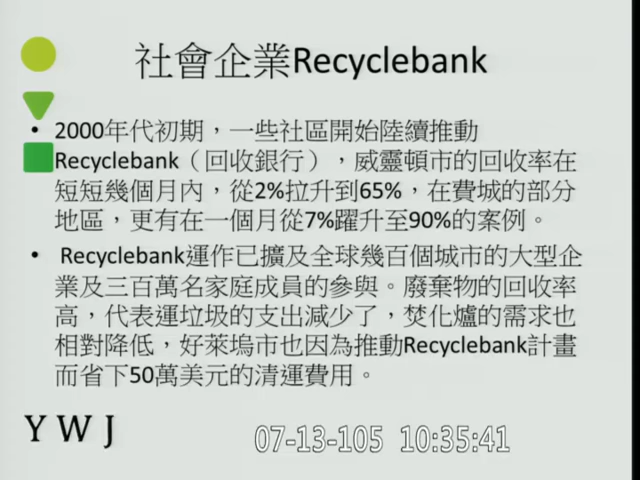 社會企業Recyclebank
• 2000年代初期，一些社區開始陸續推動
Recyclebank（回收銀行），威靈頓市的回收率在
短短幾個月內，從2%拉升到65%，在費城的部分
地區，更有在一個月從7%躍升至90%的案例。
• Recyclebank運作已擴及全球幾百個城市的大型企
業及三百萬名家庭成員的參與。廢棄物的回收率
高，代表運垃圾的支出減少了，焚化爐的需求也
相對降低，好萊塢市也因為推動Recyclebank計畫
而省下50萬美元的清運費用。
Y W J
07-13-105 10:35:41